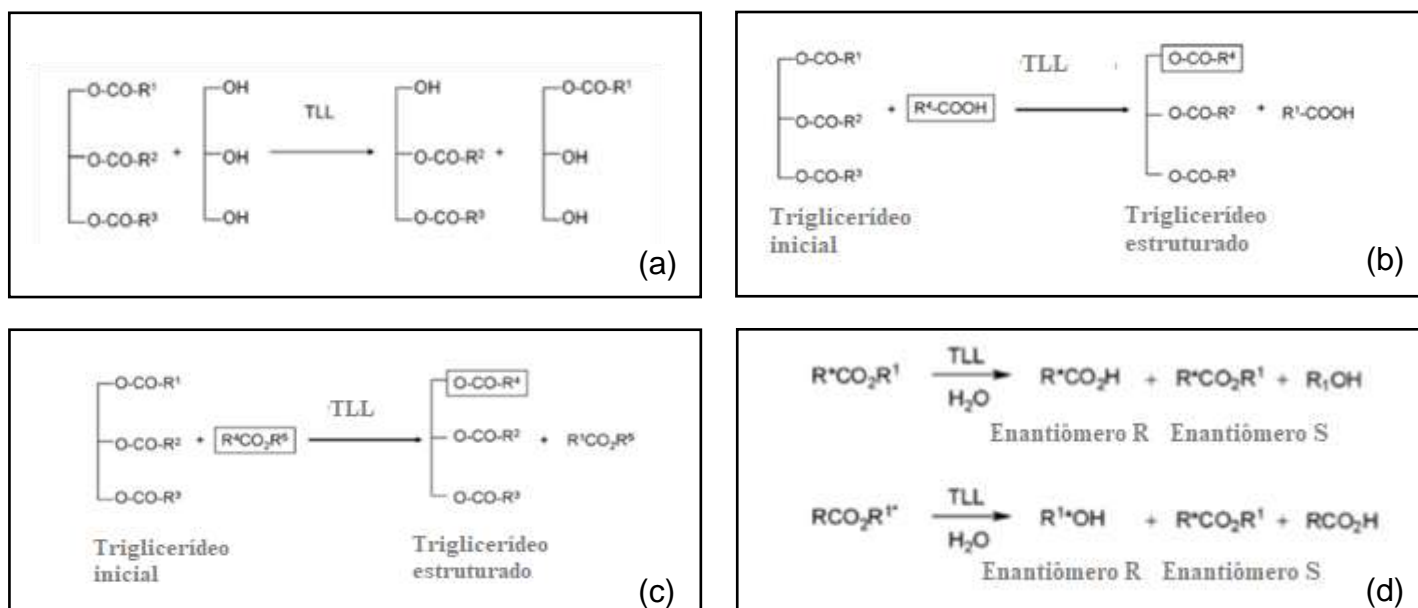 O-CO-R¹ OH OH O-CO-R¹
TLL
O-CO-R² + OH O-CO-R² + OH
O-CO-R³ OH O-CO-R³ OH
(a)
O-CO-R¹ TLL O-CO-R⁴
O-CO-R² + R⁴-COOH O-CO-R² + R¹-COOH
O-CO-R³ O-CO-R³
Triglicerídeo Triglicerídeo
inicial estruturado
(b)
O-CO-R¹ O-CO-R⁴
TLL
O-CO-R² + R⁴CO₂R⁵ O-CO-R² + R¹CO₂R⁵
O-CO-R³ O-CO-R³
Triglicerídeo Triglicerídeo
inicial estruturado
(c)
TLL
R*CO₂R¹ R*CO₂H + R*CO₂R¹ + R₁OH
H₂O
Enantiômero R Enantiômero S
TLL
RCO₂R¹* R¹*OH + R*CO₂R¹ + RCO₂H
H₂O
Enantiômero R Enantiômero S
(d)